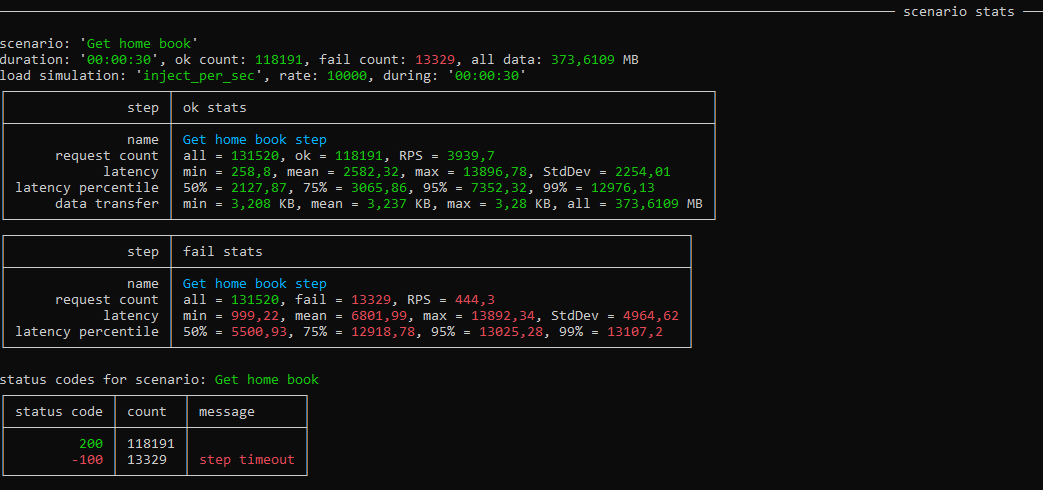 scenario stats
scenario: 'Get home book'
duration: '00:00:30', ok count: 118191, fail count: 13329, all data: 373,6109 MB
load simulation: 'inject_per_sec', rate: 10000, during: '00:00:30'
step ok stats
name Get home book step
request count all = 131520, ok = 118191, RPS = 3939,7
latency min = 258,8, mean = 2582,32, max = 13896,78, StdDev = 2254,01
latency percentile 50% = 2127,87, 75% = 3065,86, 95% = 7352,32, 99% = 12976,13
data transfer min = 3,208 KB, mean = 3,237 KB, max = 3,28 KB, all = 373,6109 MB
step fail stats
name Get home book step
request count all = 131520, fail = 13329, RPS = 444,3
latency min = 999,22, mean = 6801,99, max = 13892,34, StdDev = 4964,62
latency percentile 50% = 5500,93, 75% = 12918,78, 95% = 13025,28, 99% = 13107,2
status codes for scenario: Get home book
status code count message
200 118191
-100 13329 step timeout